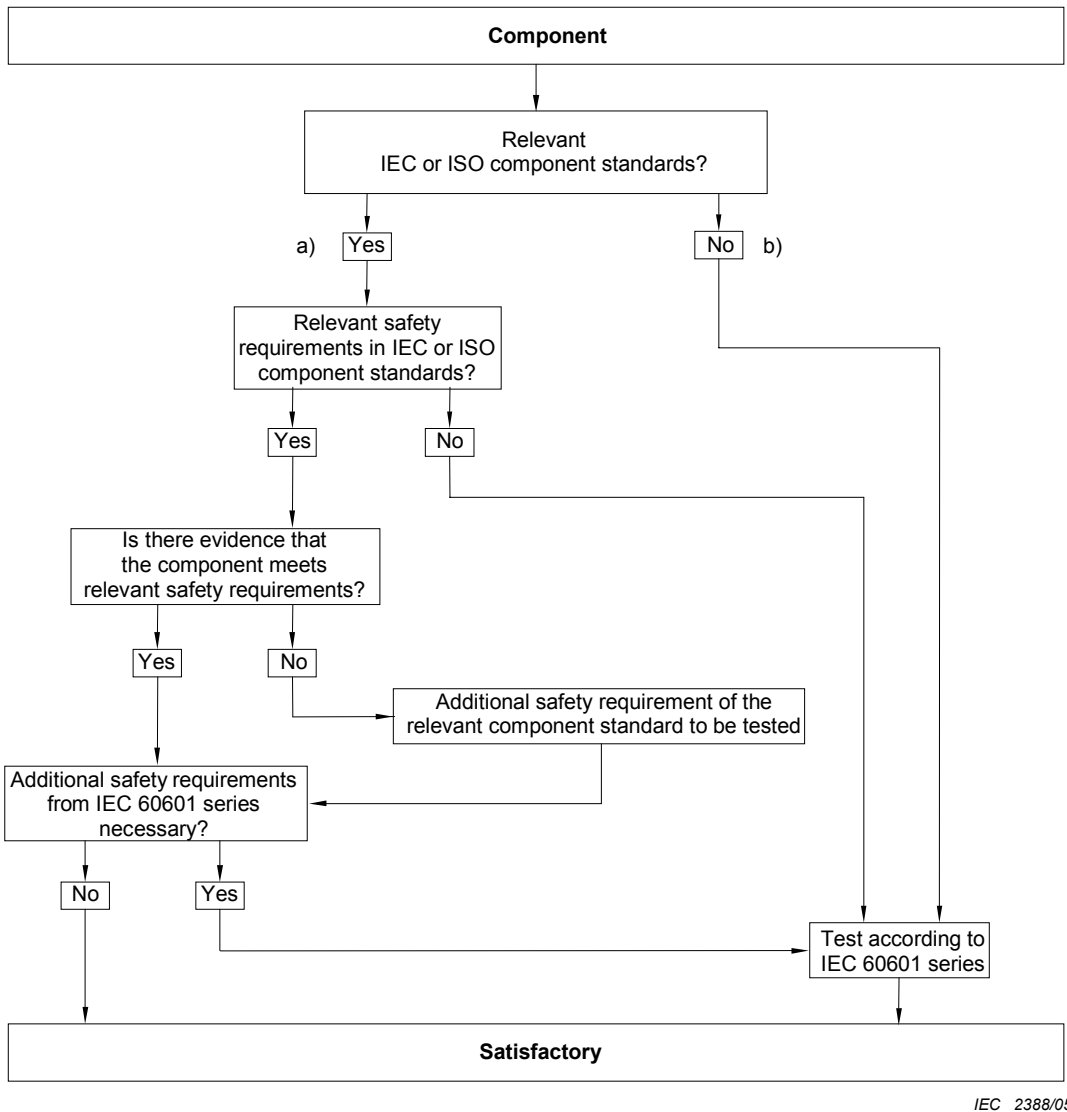 Component
Relevant
IEC or ISO component standards?
a)
Yes
No
b)
Relevant safety
requirements in IEC or ISO
component standards?
Yes
No
Is there evidence that
the component meets
relevant safety requirements?
Yes
No
Additional safety requirement of the
relevant component standard to be tested
Additional safety requirements
from IEC 60601 series
necessary?
No
Yes
Test according to
IEC 60601 series
Satisfactory
IEC 2388/05